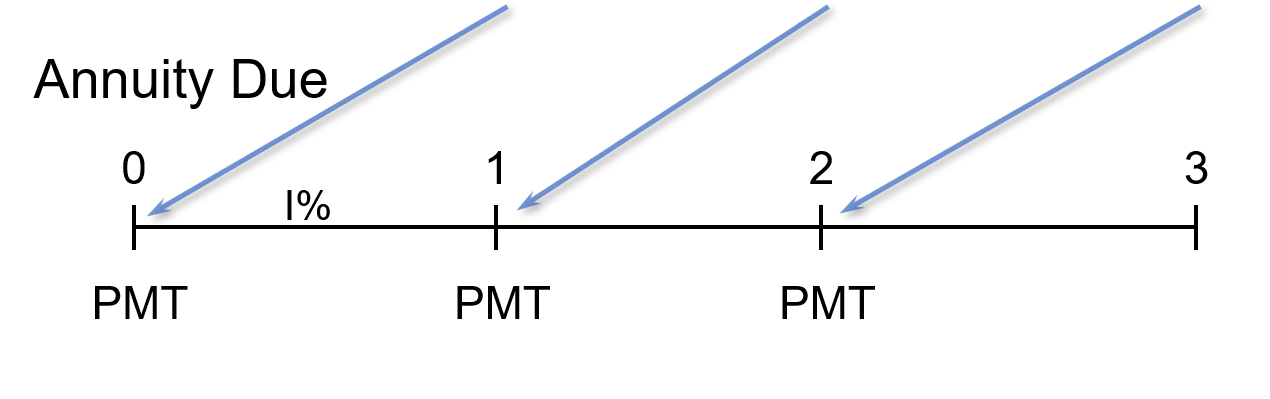 Annuity Due
0 1 2 3
I%
PMT PMT PMT